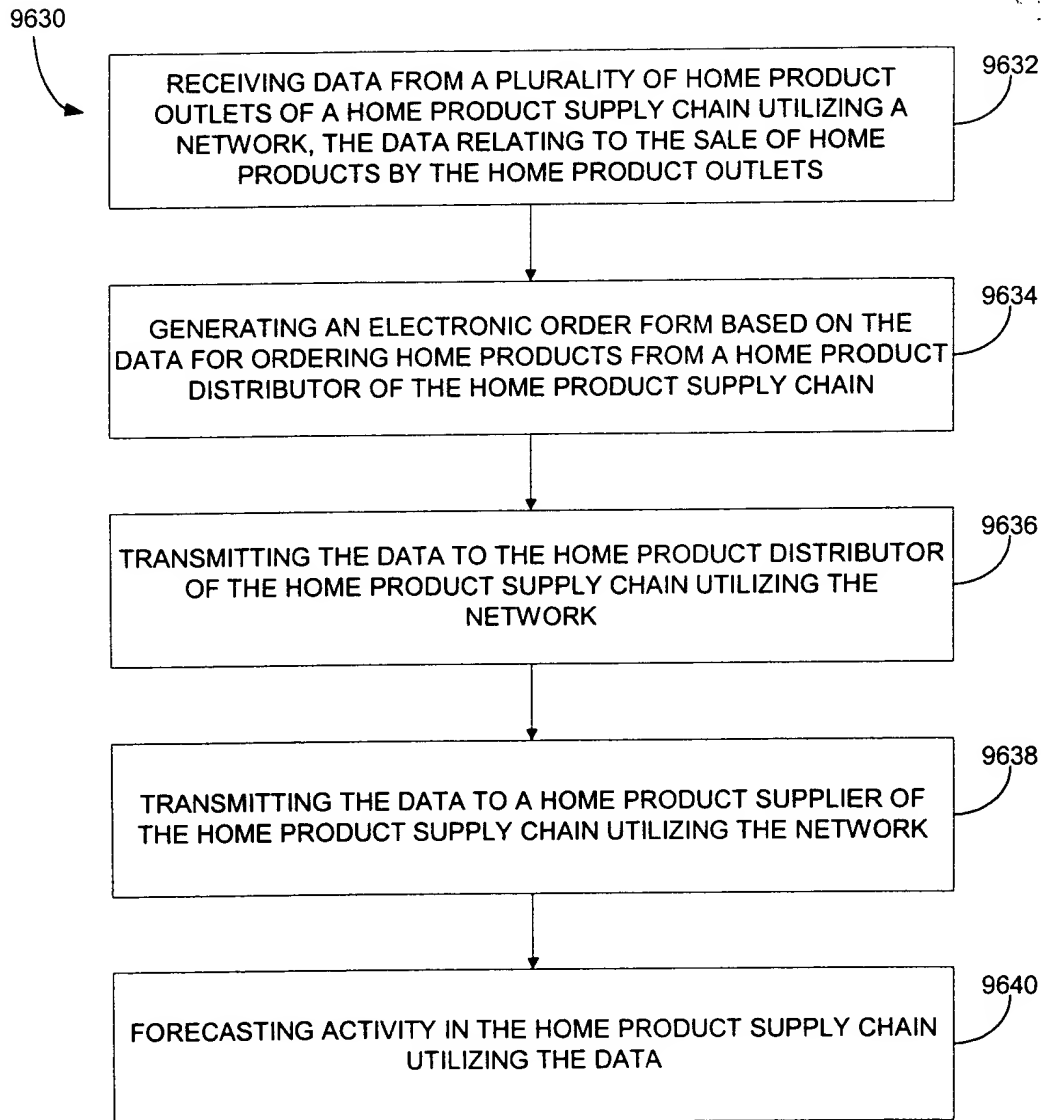 9630
RECEIVING DATA FROM A PLURALITY OF HOME PRODUCT
OUTLETS OF A HOME PRODUCT SUPPLY CHAIN UTILIZING A
NETWORK, THE DATA RELATING TO THE SALE OF HOME
PRODUCTS BY THE HOME PRODUCT OUTLETS
9632
GENERATING AN ELECTRONIC ORDER FORM BASED ON THE
DATA FOR ORDERING HOME PRODUCTS FROM A HOME PRODUCT
DISTRIBUTOR OF THE HOME PRODUCT SUPPLY CHAIN
9634
TRANSMITTING THE DATA TO THE HOME PRODUCT DISTRIBUTOR
OF THE HOME PRODUCT SUPPLY CHAIN UTILIZING THE
NETWORK
9636
TRANSMITTING THE DATA TO A HOME PRODUCT SUPPLIER OF
THE HOME PRODUCT SUPPLY CHAIN UTILIZING THE NETWORK
9638
FORECASTING ACTIVITY IN THE HOME PRODUCT SUPPLY CHAIN
UTILIZING THE DATA
9640